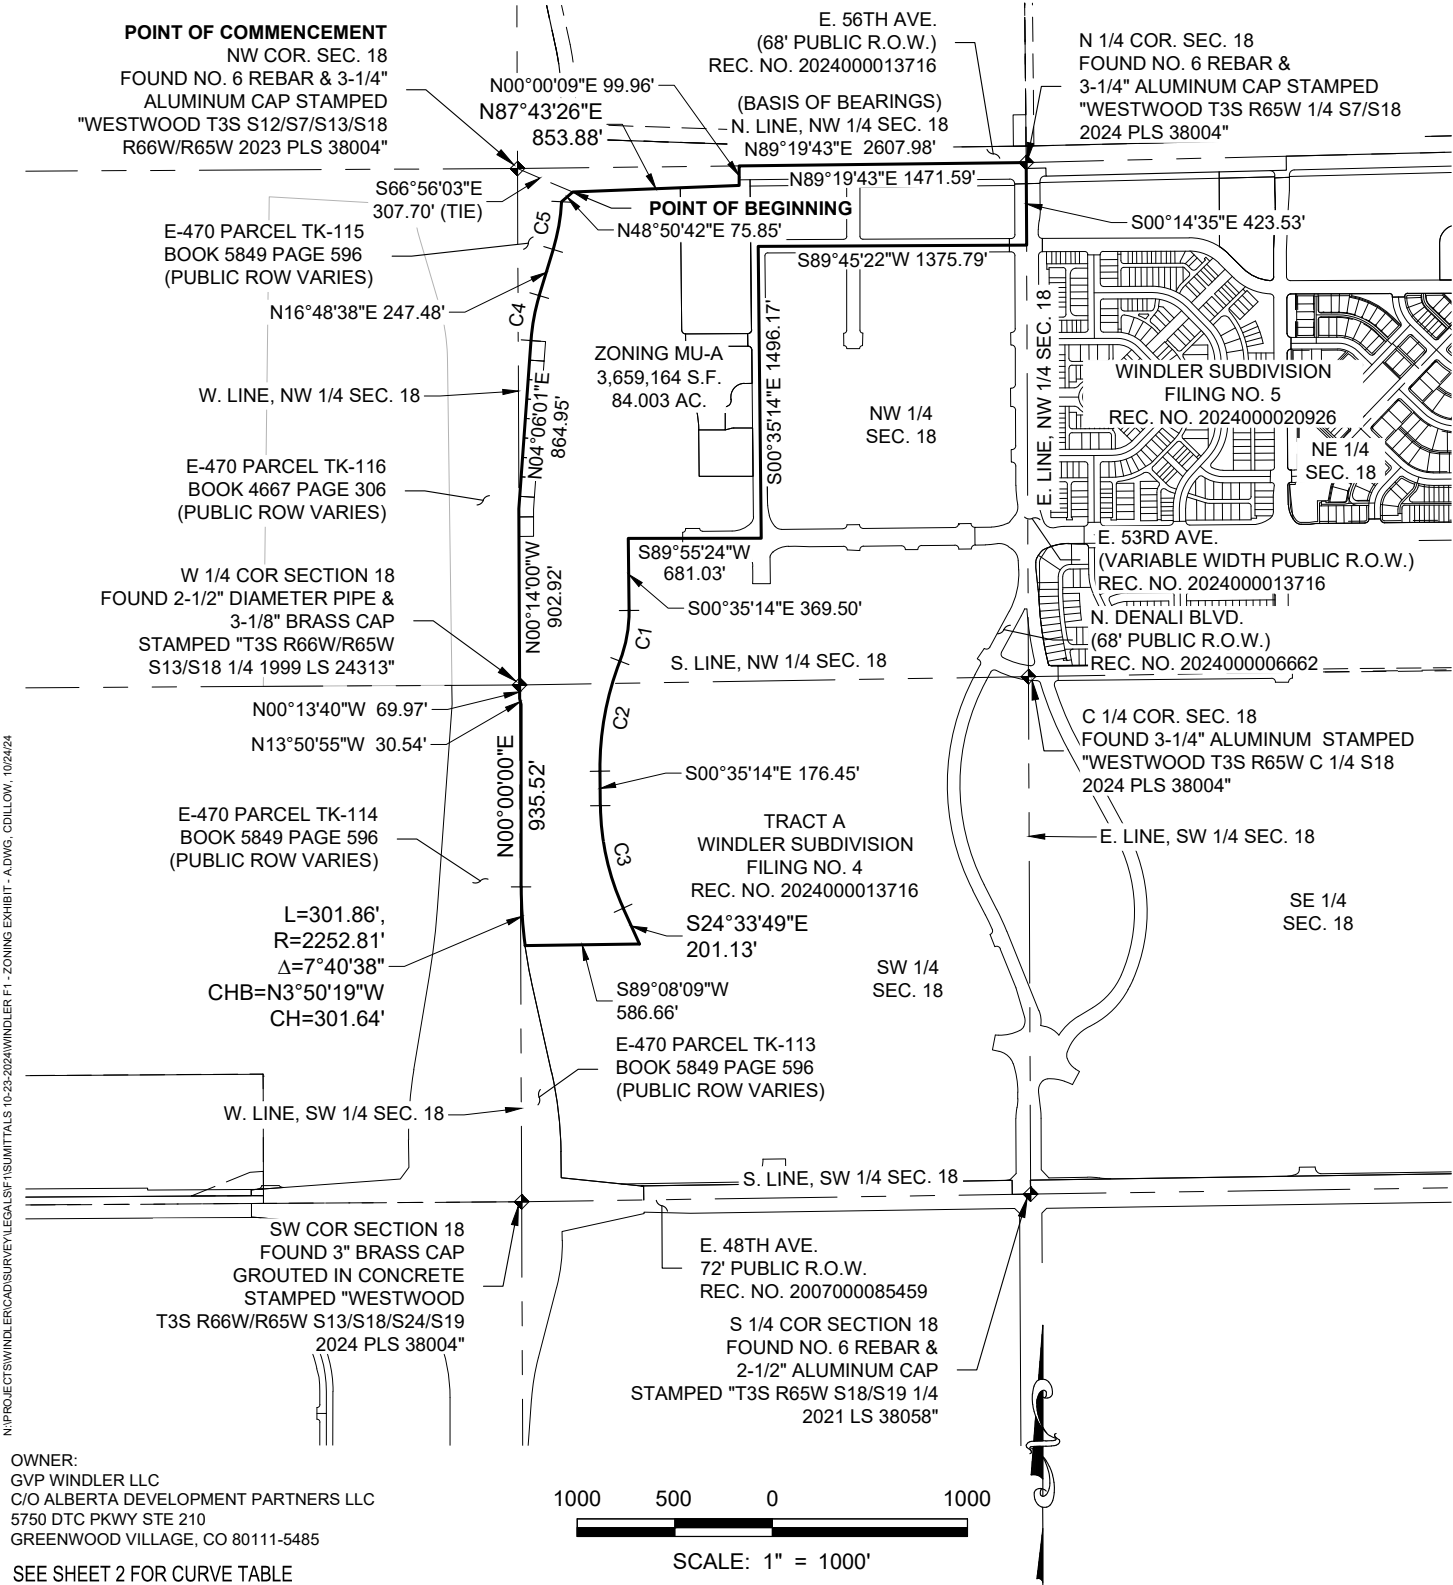 POINT OF COMMENCEMENT
NW COR. SEC. 18
FOUND NO. 6 REBAR & 3-1/4"
ALUMINUM CAP STAMPED
"WESTWOOD T3S S12/S7/S13/S18
R66W/R65W 2023 PLS 38004"
E. 56TH AVE.
(68' PUBLIC R.O.W.)
REC. NO. 2024000013716
N 1/4 COR. SEC. 18
FOUND NO. 6 REBAR &
3-1/4" ALUMINUM CAP STAMPED
"WESTWOOD T3S R65W 1/4 S7/S18
2024 PLS 38004"
N00°00'09"E 99.96'
N87°43'26"E
853.88'
(BASIS OF BEARINGS)
N. LINE, NW 1/4 SEC. 18
N89°19'43"E 2607.98'
N89°19'43"E 1471.59'
S66°56'03"E
307.70' (TIE)
POINT OF BEGINNING
N48°50'42"E 75.85'
S00°14'35"E 423.53'
E-470 PARCEL TK-115
BOOK 5849 PAGE 596
(PUBLIC ROW VARIES)
C5
S89°45'22"W 1375.79'
N16°48'38"E 247.48'
C4
S00°35'14"E 1496.17'
E. LINE, NW 1/4 SEC. 18
ZONING MU-A
3,659,164 S.F.
84.003 AC.
WINDLER SUBDIVISION
FILING NO. 5
REC. NO. 2024000020926
W. LINE, NW 1/4 SEC. 18
N04°06'01"E
864.95'
NW 1/4
SEC. 18
NE 1/4
SEC. 18
E-470 PARCEL TK-116
BOOK 4667 PAGE 306
(PUBLIC ROW VARIES)
S89°55'24"W
681.03'
E. 53RD AVE.
(VARIABLE WIDTH PUBLIC R.O.W.)
REC. NO. 2024000013716
W 1/4 COR SECTION 18
FOUND 2-1/2" DIAMETER PIPE &
3-1/8" BRASS CAP
STAMPED "T3S R66W/R65W
S13/S18 1/4 1999 LS 24313"
N00°14'00"W
902.92'
S00°35'14"E 369.50'
C1
N. DENALI BLVD.
(68' PUBLIC R.O.W.)
REC. NO. 2024000006662
S. LINE, NW 1/4 SEC. 18
N00°13'40"W 69.97'
N13°50'55"W 30.54'
C2
C 1/4 COR. SEC. 18
FOUND 3-1/4" ALUMINUM STAMPED
"WESTWOOD T3S R65W C 1/4 S18
2024 PLS 38004"
N00°00'00"E
935.52'
S00°35'14"E 176.45'
E-470 PARCEL TK-114
BOOK 5849 PAGE 596
(PUBLIC ROW VARIES)
C3
TRACT A
WINDLER SUBDIVISION
FILING NO. 4
REC. NO. 2024000013716
E. LINE, SW 1/4 SEC. 18
L=301.86',
R=2252.81'
Δ=7°40'38"
CHB=N3°50'19"W
CH=301.64'
S24°33'49"E
201.13'
SE 1/4
SEC. 18
SW 1/4
SEC. 18
S89°08'09"W
586.66'
E-470 PARCEL TK-113
BOOK 5849 PAGE 596
(PUBLIC ROW VARIES)
W. LINE, SW 1/4 SEC. 18
S. LINE, SW 1/4 SEC. 18
SW COR SECTION 18
FOUND 3" BRASS CAP
GROUTED IN CONCRETE
STAMPED "WESTWOOD
T3S R66W/R65W S13/S18/S24/S19
2024 PLS 38004"
E. 48TH AVE.
72' PUBLIC R.O.W.
REC. NO. 2007000085459
S 1/4 COR SECTION 18
FOUND NO. 6 REBAR &
2-1/2" ALUMINUM CAP
STAMPED "T3S R65W S18/S19 1/4
2021 LS 38058"
N:\PROJECTS\WINDLER\CAD\SURVEY\LEGALS\F1\SUMITTALS 10-23-2024\WINDLER F1 - ZONING EXHIBIT - A.DWG, CDILLOW, 10/24/24
OWNER:
GVP WINDLER LLC
C/O ALBERTA DEVELOPMENT PARTNERS LLC
5750 DTC PKWY STE 210
GREENWOOD VILLAGE, CO 80111-5485
SEE SHEET 2 FOR CURVE TABLE
1000 500 0 1000
SCALE: 1" = 1000'